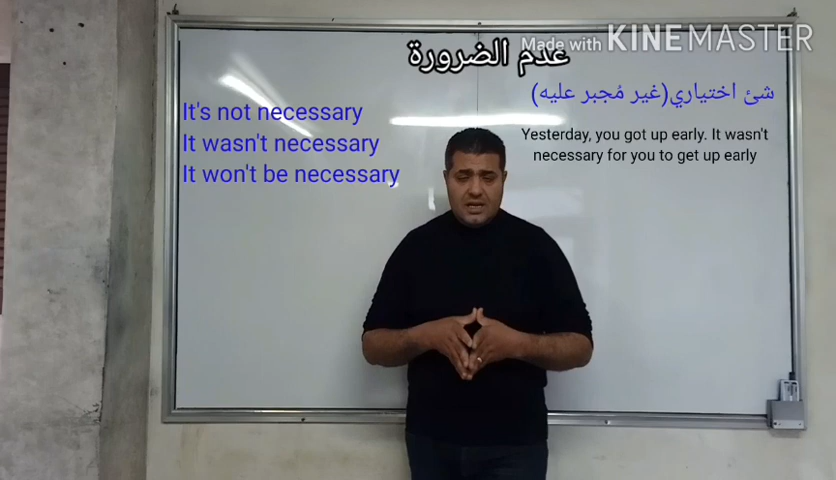 Made with KINEMASTER
عدم الضرورة
شئ اختياري(غير مُجبر عليه)
It's not necessary
It wasn't necessary
It won't be necessary
Yesterday, you got up early. It wasn't
necessary for you to get up early